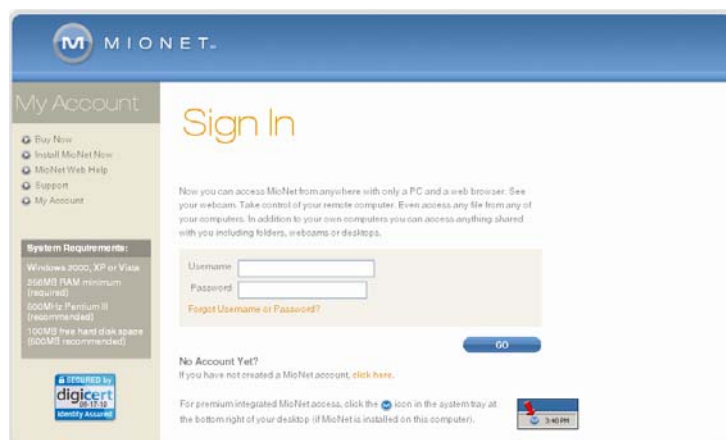 MIONET
My Account
Buy Now
Install MioNet Now
MioNet Web Help
Support
My Account
System Requirements:
Windows 2000, XP or Vista
256MB RAM minimum
(required)
500MHz Pentium III
(recommended)
100MB free hard disk space
(500MB recommended)
SECURED by
digicert
Identity Assured
Sign In
Now you can access MioNet from anywhere with only a PC and a web browser. See
your webcam. Take control of your remote computer. Even access any file from any of
your computers. In addition to your own computers you can access anything shared
with you including folders, webcams or desktops.
Username
Password
Forgot Username or Password?
GO
No Account Yet?
If you have not created a MioNet account, click here.
For premium integrated MioNet access, click the icon in the system tray at
the bottom right of your desktop (if MioNet is installed on this computer).
3:40 PM